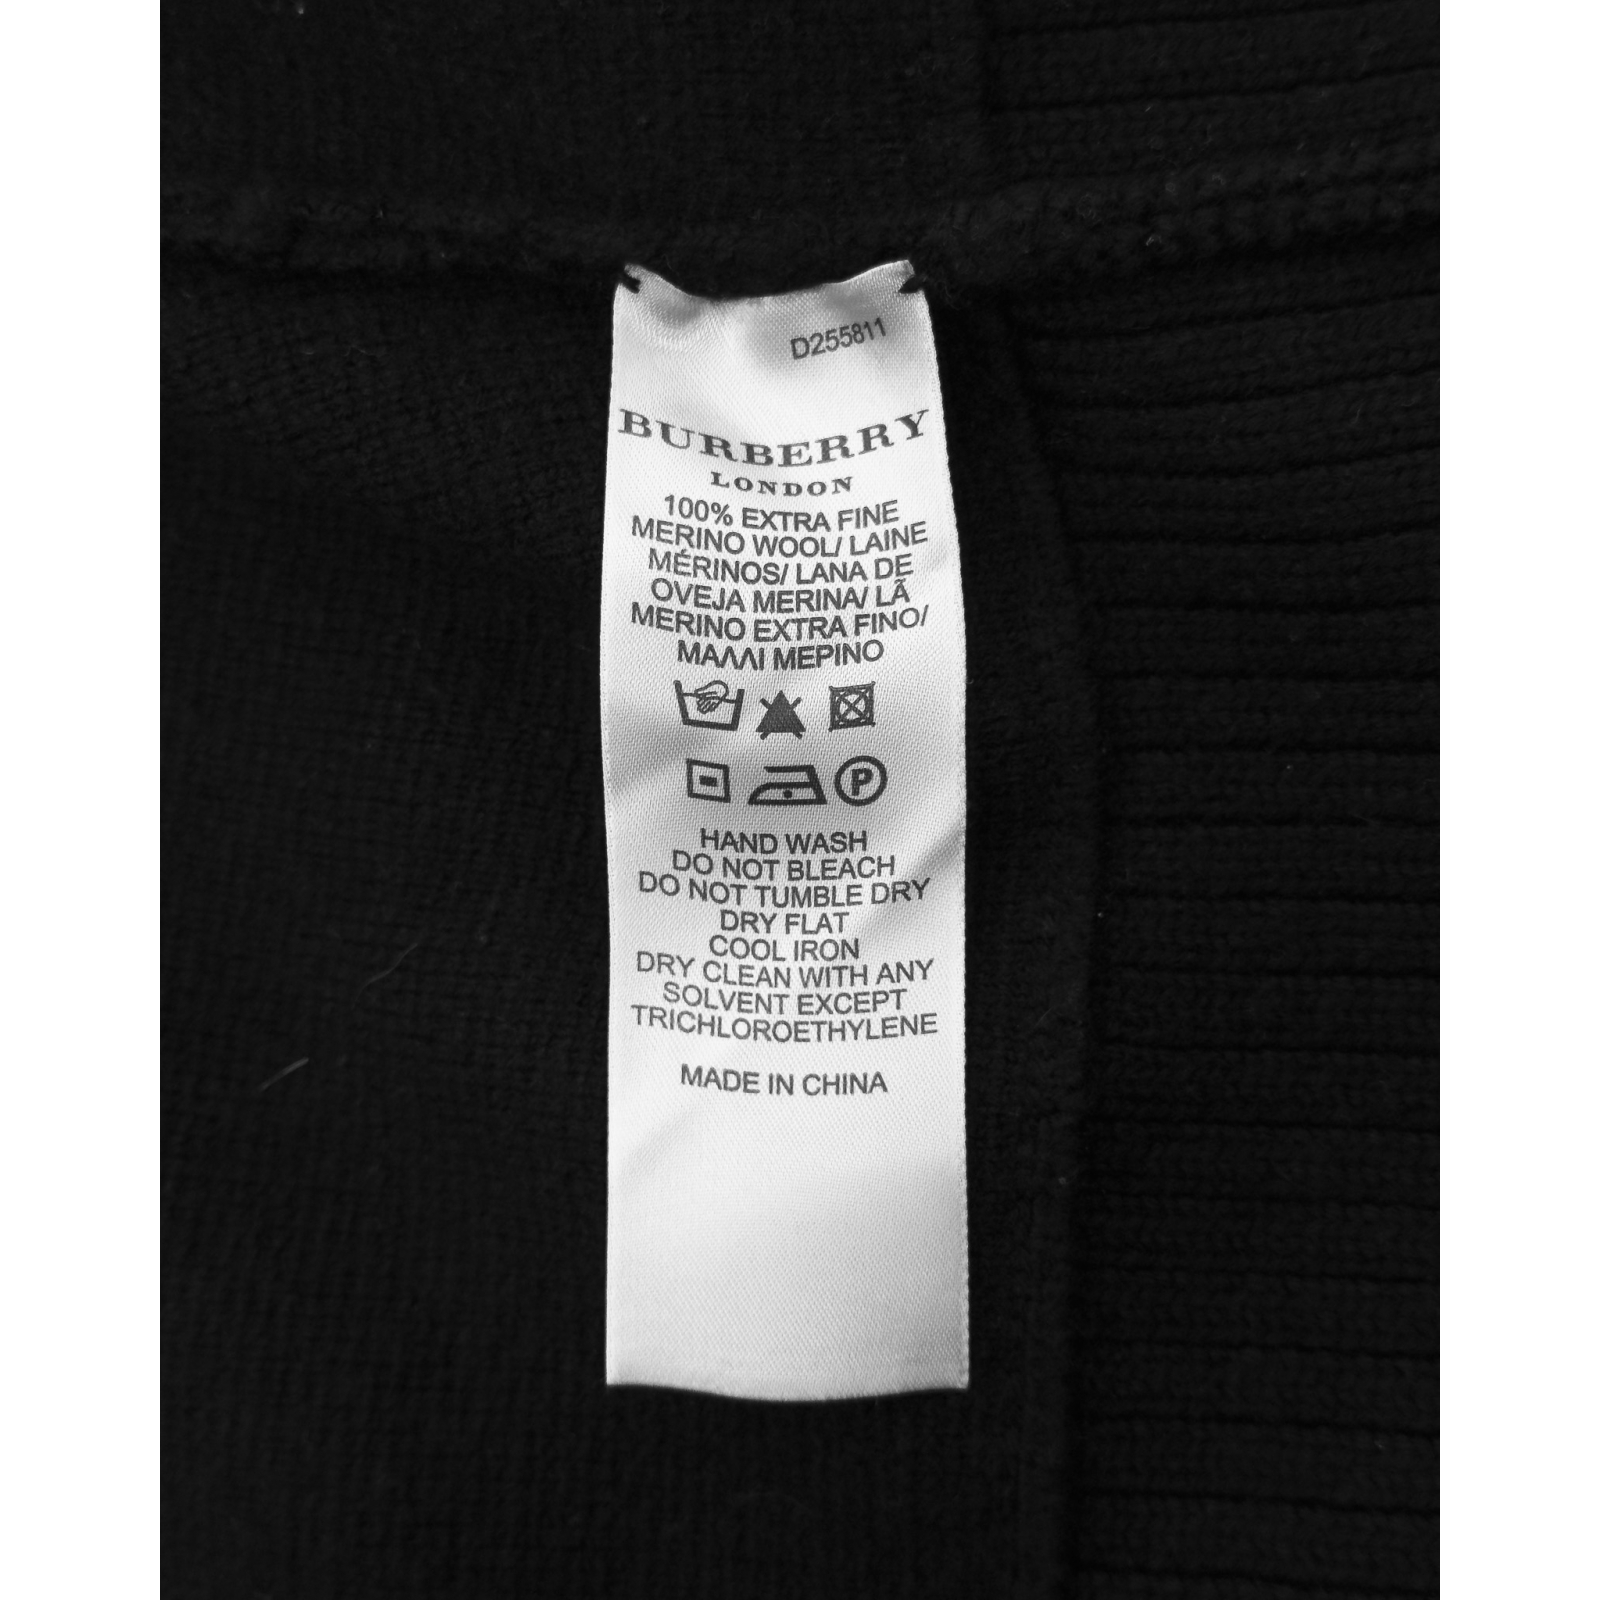 D255811
BURBERRY
LONDON
100% EXTRA FINE
MERINO WOOL/ LAINE
MÉRINOS/ LANA DE
OVEJA MERINA/ LÃ
MERINO EXTRA FINO/
ΜΑΛΛΙ ΜΕΡΙΝΟ
P
HAND WASH
DO NOT BLEACH
DO NOT TUMBLE DRY
DRY FLAT
COOL IRON
DRY CLEAN WITH ANY
SOLVENT EXCEPT
TRICHLOROETHYLENE
MADE IN CHINA